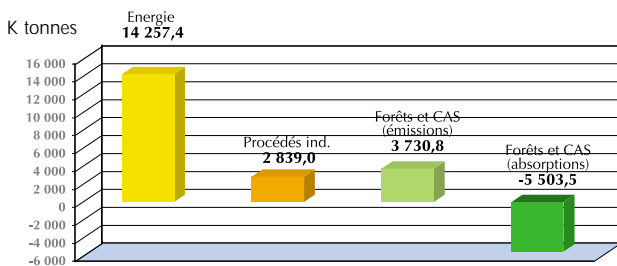 K tonnes
Energie
14 257,4
Procédés ind.
2 839,0
Forêts et CAS
(émissions)
3 730,8
Forêts et CAS
(absorptions)
-5 503,5
16 000
14 000
12 000
10 000
8 000
6 000
4 000
2 000
0
-2 000
-4 000
-6 000